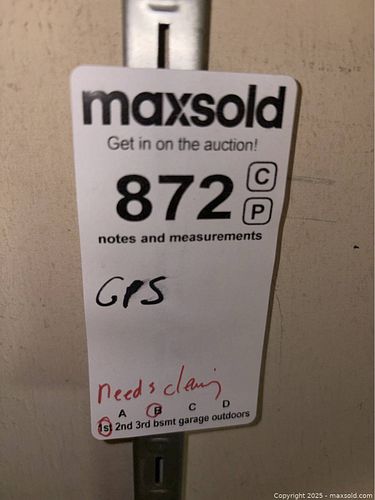 maxsold
Get in on the auction!
872 C
P
notes and measurements
GPS
needs
A B C D
1st 2nd 3rd bsmt garage outdoors
Copyright 2025 - maxsold.com